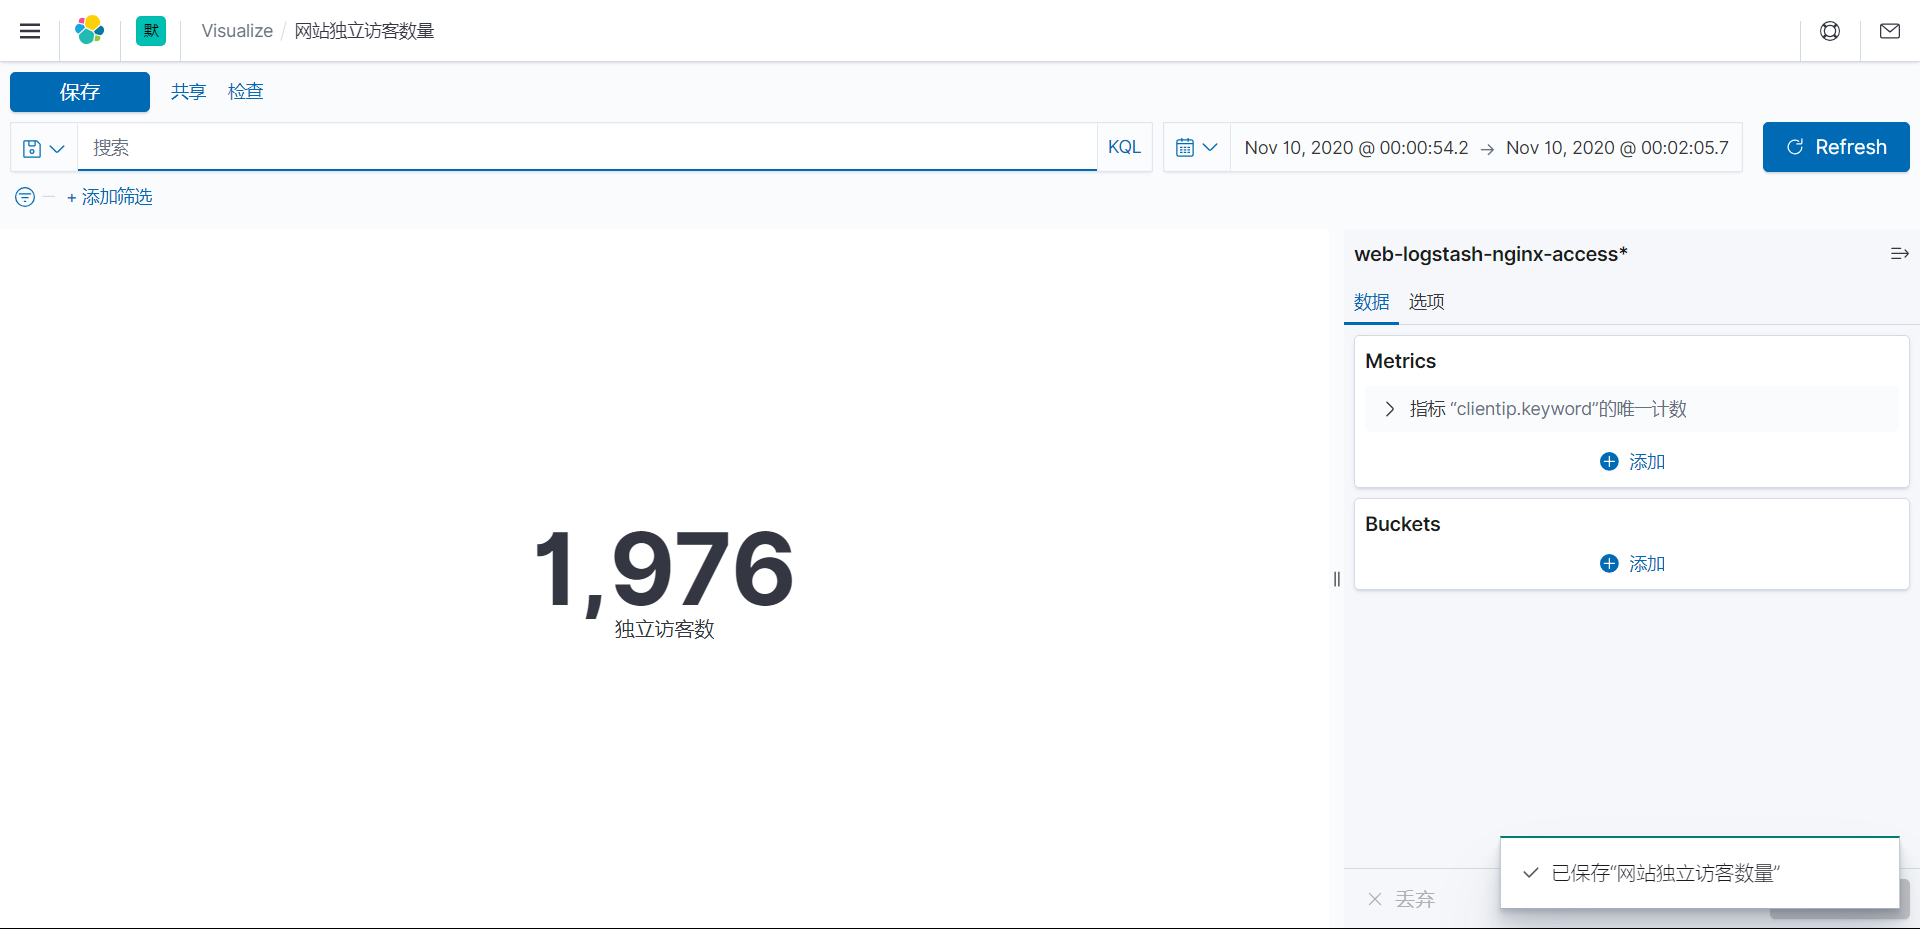 默 Visualize / 网站独立访客数量
保存 共享 检查
搜索 KQL Nov 10, 2020 @ 00:00:54.2 → Nov 10, 2020 @ 00:02:05.7 Refresh
+ 添加筛选
web-logstash-nginx-access*
数据 选项
Metrics
指标 “clientip.keyword”的唯一计数
添加
Buckets
添加
1,976
独立访客数
已保存“网站独立访客数量”
丢弃